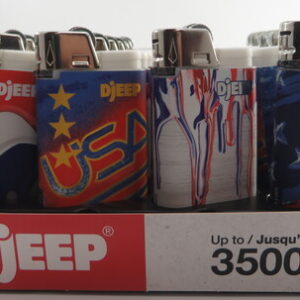 DJEEP
DJEEP
USA
DJE
DJEEP®
Up to / Jusqu'
3500